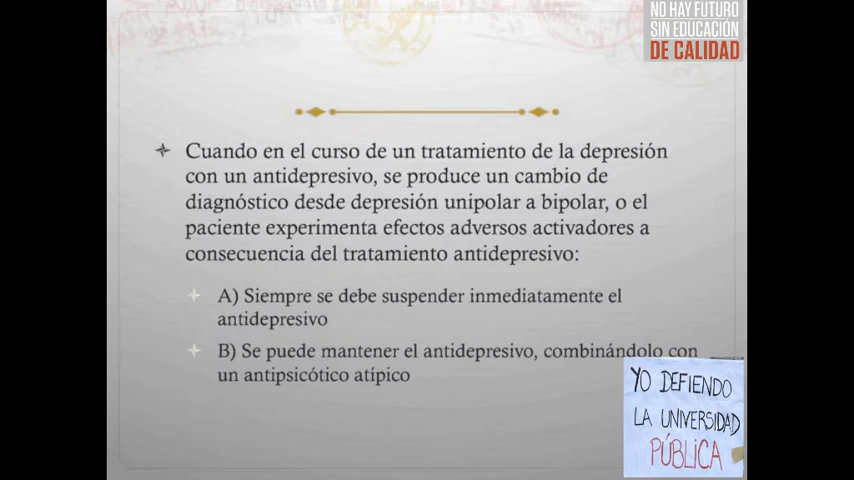 NO HAY FUTURO
SIN EDUCACIÓN
DE CALIDAD
Cuando en el curso de un tratamiento de la depresión
con un antidepresivo, se produce un cambio de
diagnóstico desde depresión unipolar a bipolar, o el
paciente experimenta efectos adversos activadores a
consecuencia del tratamiento antidepresivo:
A) Siempre se debe suspender inmediatamente el
antidepresivo
B) Se puede mantener el antidepresivo, combinándolo con
un antipsicótico atípico
YO DEFIENDO
LA UNIVERSIDAD
PÚBLICA